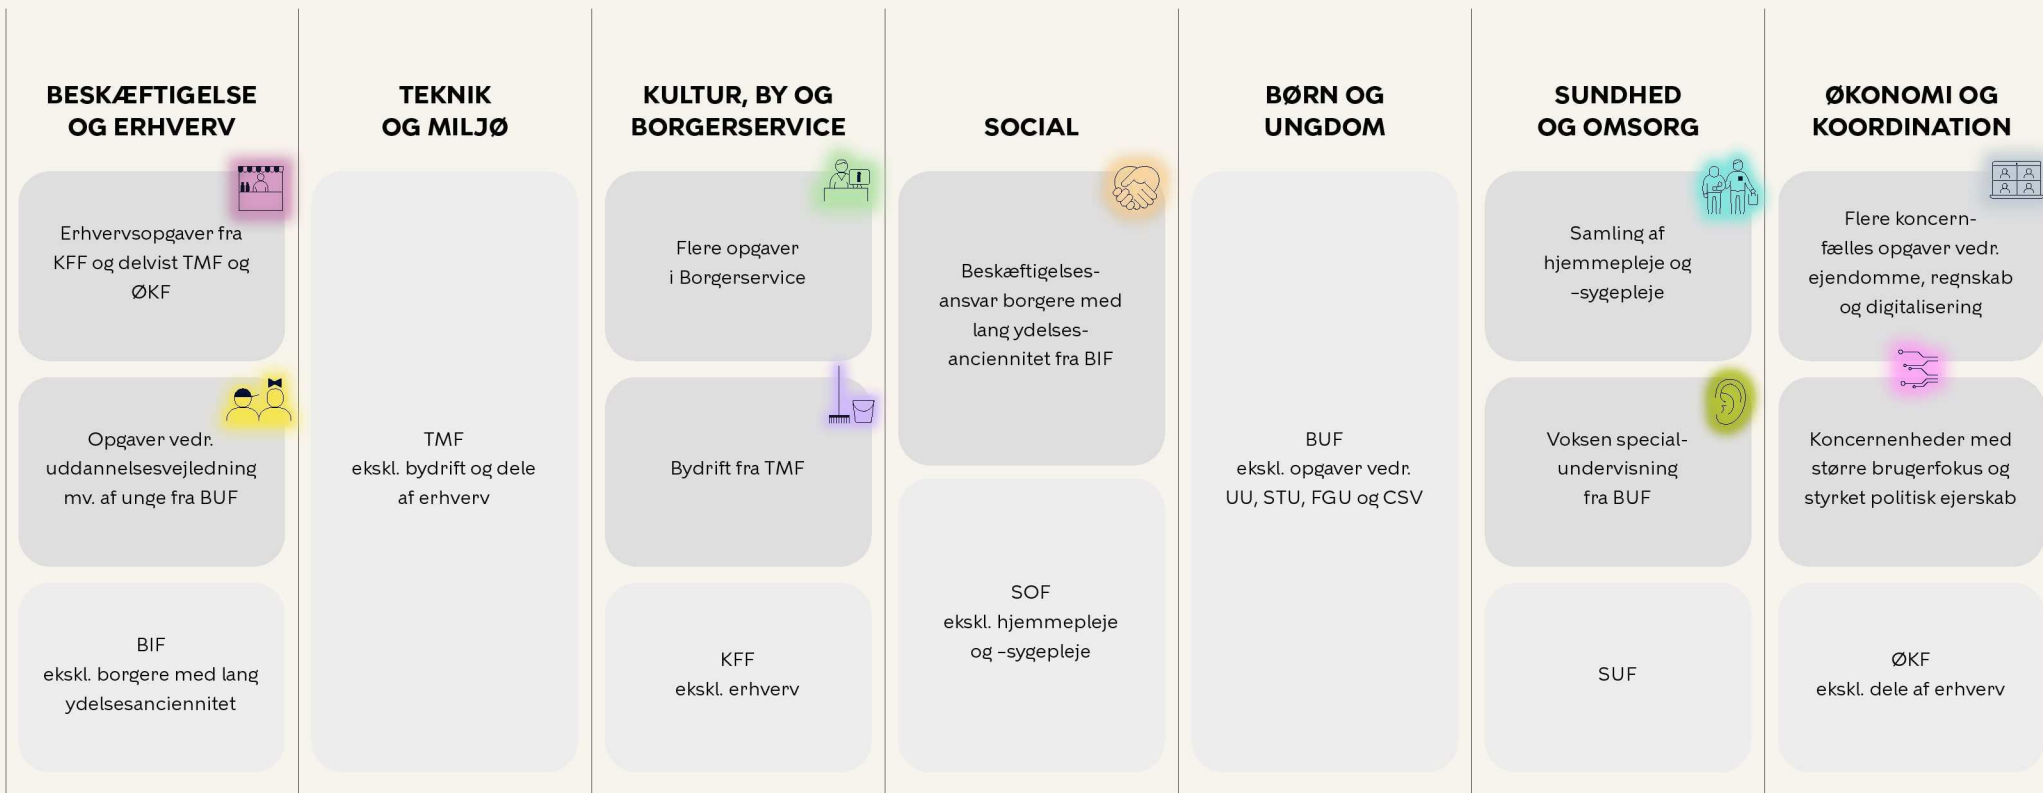 BESKÆFTIGELSE
OG ERHVERV
Erhvervsopgaver fra
KFF og delvist TMF og
ØKF
Opgaver vedr.
uddannelsesvejledning
mv. af unge fra BUF
BIF
ekskl. borgere med lang
ydelsesanciennitet
TEKNIK
OG MILJØ
TMF
ekskl. bydrift og dele
af erhverv
KULTUR, BY OG
BORGERSERVICE
Flere opgaver
i Borgerservice
Bydrift fra TMF
KFF
ekskl. erhverv
SOCIAL
Beskæftigelses-
ansvar borgere med
lang ydelses-
anciennitet fra BIF
SOF
ekskl. hjemmepleje
og -sygepleje
BØRN OG
UNGDOM
BUF
ekskl. opgaver vedr.
UU, STU, FGU og CSV
SUNDHED
OG OMSORG
Samling af
hjemmepleje og
-sygepleje
Voksen special-
undervisning
fra BUF
SUF
ØKONOMI OG
KOORDINATION
Flere koncern-
fælles opgaver vedr.
ejendomme, regnskab
og digitalisering
Koncernenheder med
større brugerfokus og
styrket politisk ejerskab
ØKF
ekskl. dele af erhverv